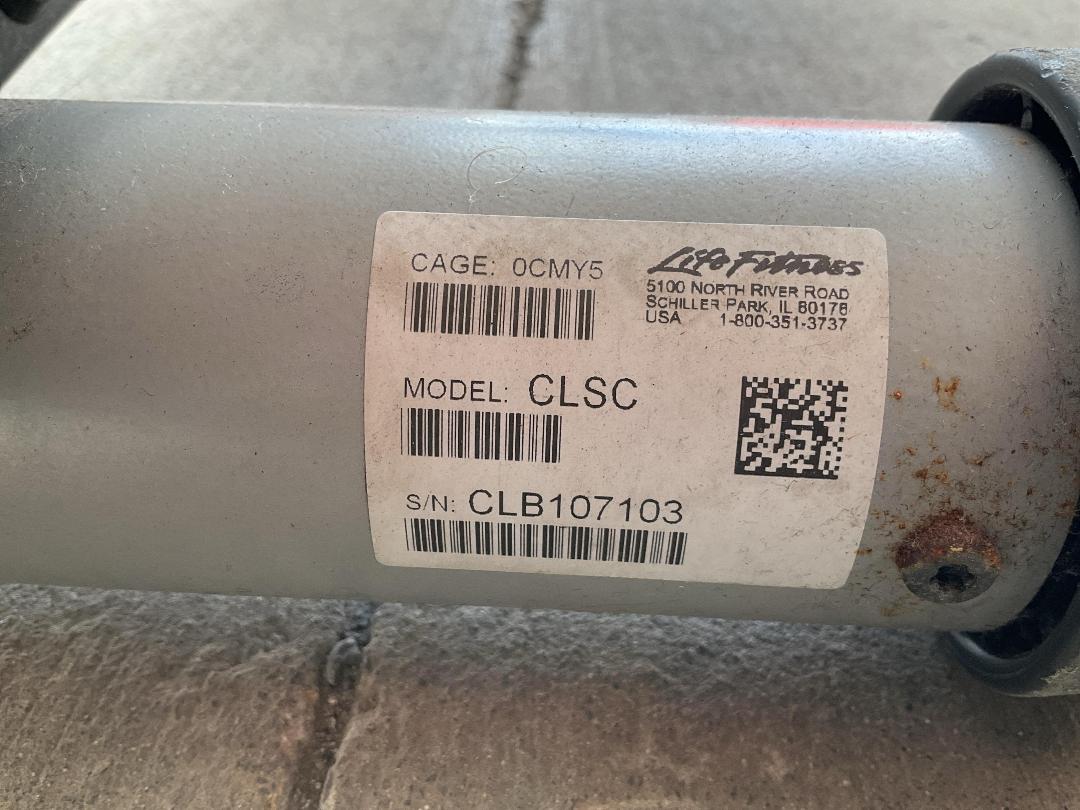 CAGE: 0CMY5
Life Fitness
5100 NORTH RIVER ROAD
SCHILLER PARK, IL 60176
USA 1-800-351-3737
MODEL: CLSC
S/N: CLB107103